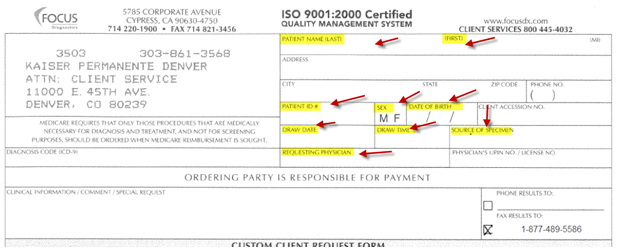 FOCUS
Diagnostics
5785 CORPORATE AVENUE
CYPRESS, CA 90630-4750
714 220-1900 • FAX 714 821-3456
ISO 9001:2000 Certified
QUALITY MANAGEMENT SYSTEM
www.focusdx.com
CLIENT SERVICES 800 445-4032
3503 303-861-3568
KAISER PERMANENTE DENVER
ATTN: CLIENT SERVICE
11000 E. 45TH AVE.
DENVER, CO 80239
MEDICARE REQUIRES THAT ONLY THOSE PROCEDURES THAT ARE MEDICALLY
NECESSARY FOR DIAGNOSIS AND TREATMENT, AND NOT FOR SCREENING
PURPOSES, SHOULD BE ORDERED WHEN MEDICARE REIMBURSEMENT IS SOUGHT.
DIAGNOSIS CODE (ICD-9)
PATIENT NAME (LAST) (FIRST) (MI)
ADDRESS
CITY STATE ZIP CODE PHONE NO.
( )
PATIENT ID # SEX DATE OF BIRTH CLIENT ACCESSION NO.
M F / /
DRAW DATE DRAW TIME SOURCE OF SPECIMEN
REQUESTING PHYSICIAN PHYSICIAN'S UPIN NO. / LICENSE NO.
ORDERING PARTY IS RESPONSIBLE FOR PAYMENT
CLINICAL INFORMATION / COMMENT / SPECIAL REQUEST
PHONE RESULTS TO:
FAX RESULTS TO:
1-877-489-5586
CUSTOM CLIENT REQUEST FORM